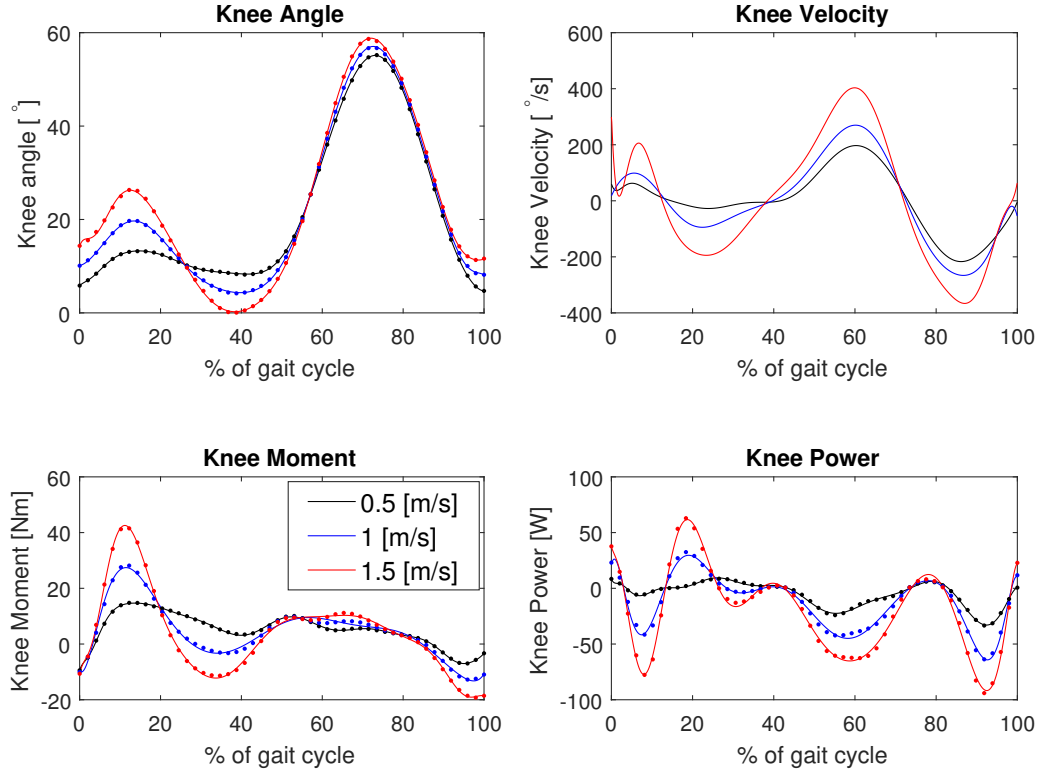 Knee Angle
60
40
20
0
Knee angle [ °]
0 20 40 60 80 100
% of gait cycle
Knee Velocity
600
400
200
0
-200
-400
Knee Velocity [ °/s]
0 20 40 60 80 100
% of gait cycle
Knee Moment
60
40
20
0
-20
Knee Moment [Nm]
0.5 [m/s]
1 [m/s]
1.5 [m/s]
0 20 40 60 80 100
% of gait cycle
Knee Power
100
50
0
-50
-100
Knee Power [W]
0 20 40 60 80 100
% of gait cycle